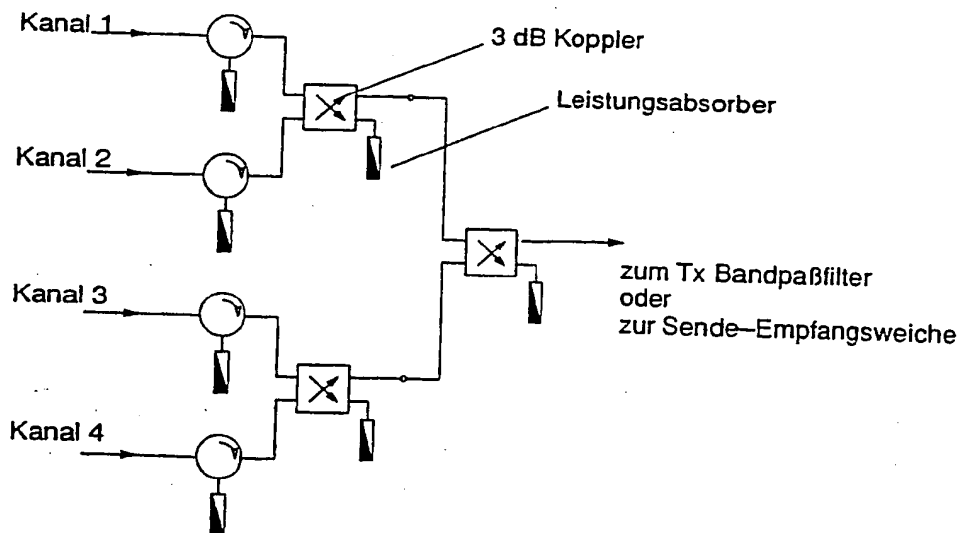 Kanal 1
3 dB Koppler
Leistungsabsorber
Kanal 2
zum Tx Bandpaßfilter
oder
zur Sende–Empfangsweiche
Kanal 3
Kanal 4